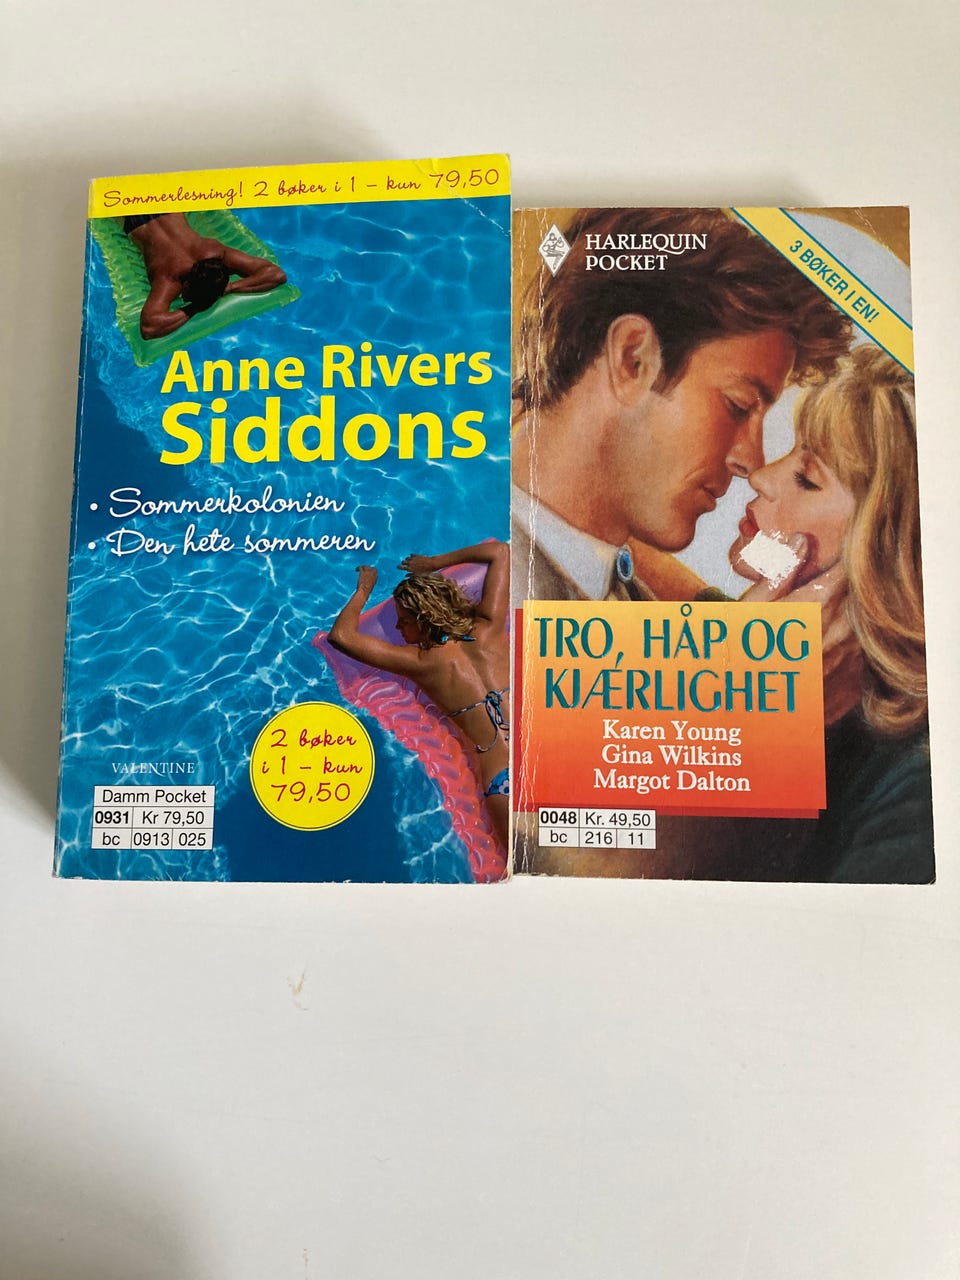 Sommerlesning! 2 bøker i 1 – kun 79,50
Anne Rivers
Siddons
• Sommerkolonien
• Den hete sommeren
2 bøker
i 1 – kun
79,50
VALENTINE
Damm Pocket
0931 Kr 79,50
bc 0913 025
HARLEQUIN
POCKET
3 BØKER I EN!
TRO, HÅP OG
KJÆRLIGHET
Karen Young
Gina Wilkins
Margot Dalton
0048 Kr. 49,50
bc 216 11